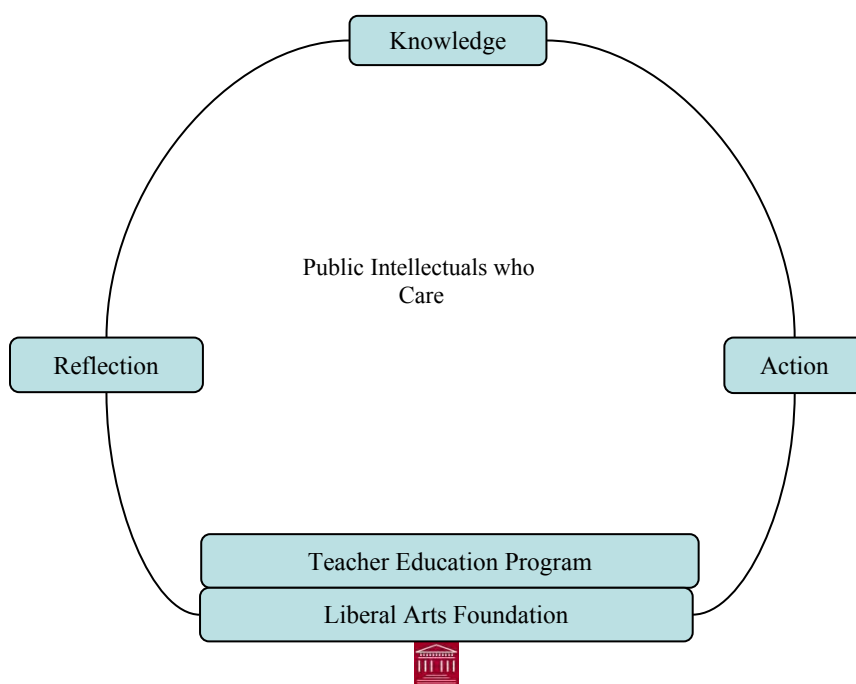 Knowledge
Public Intellectuals who
Care
Reflection
Action
Teacher Education Program
Liberal Arts Foundation